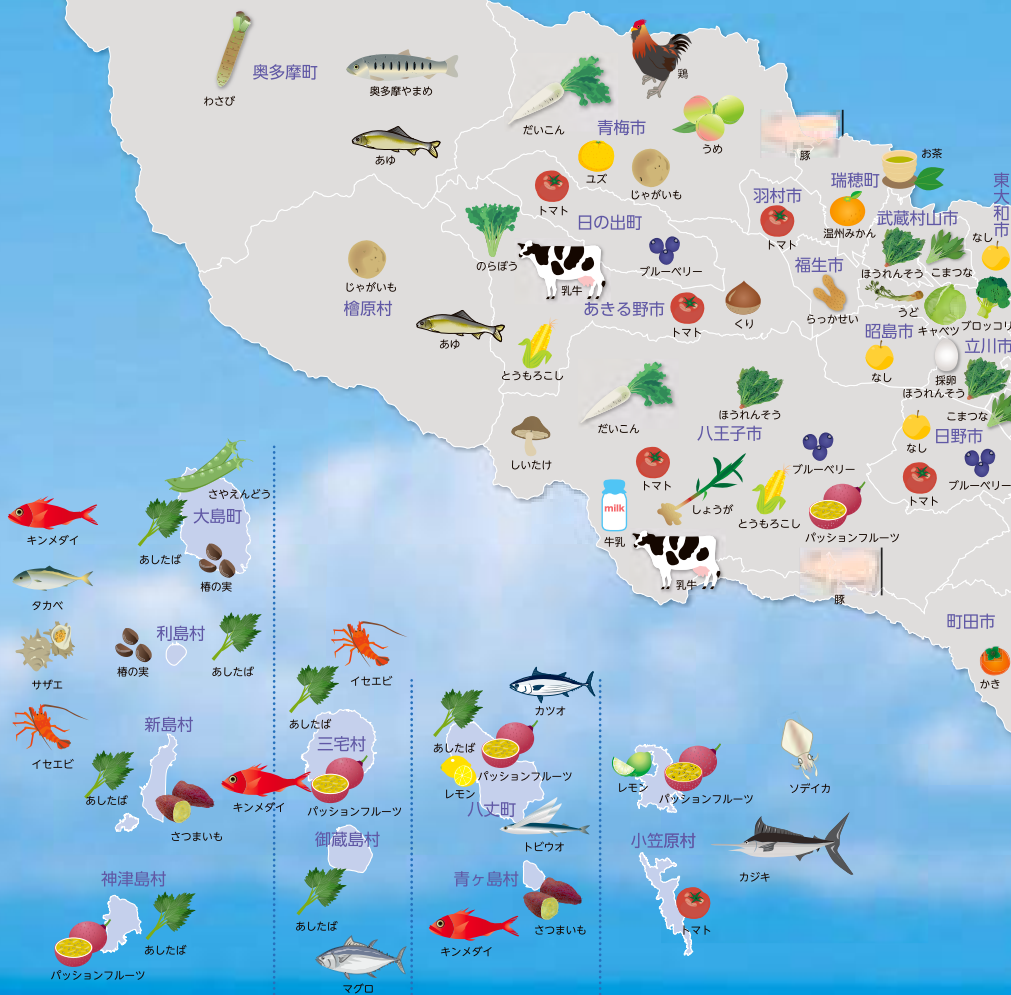 わさび
奥多摩町
奥多摩やまめ
あゆ
だいこん
青梅市
鶏
うめ
豚
ユズ
じゃがいも
トマト
お茶
瑞穂町
羽村市
トマト
温州みかん
武蔵村山市
東大和市
なし
ほうれんそう
こまつな
のらぼう
日の出町
ブルーベリー
乳牛
福生市
らっかせい
うど
キャベツ
ブロッコリ
じゃがいも
檜原村
あゆ
あきる野市
トマト
くり
とうもろこし
昭島市
なし
立川市
採卵
ほうれんそう
こまつな
だいこん
ほうれんそう
八王子市
しいたけ
トマト
ブルーベリー
なし
日野市
トマト
ブルーベリー
milk
牛乳
しょうが
とうもろこし
パッションフルーツ
乳牛
豚
町田市
かき
さやえんどう
大島町
キンメダイ
あしたば
椿の実
タカベ
利島村
サザエ
椿の実
あしたば
イセエビ
新島村
あしたば
さつまいも
キンメダイ
神津島村
あしたば
パッションフルーツ
イセエビ
あしたば
三宅村
パッションフルーツ
御蔵島村
あしたば
マグロ
カツオ
あしたば
レモン
パッションフルーツ
八丈町
トビウオ
青ヶ島村
さつまいも
キンメダイ
レモン
パッションフルーツ
ソデイカ
小笠原村
カジキ
トマト